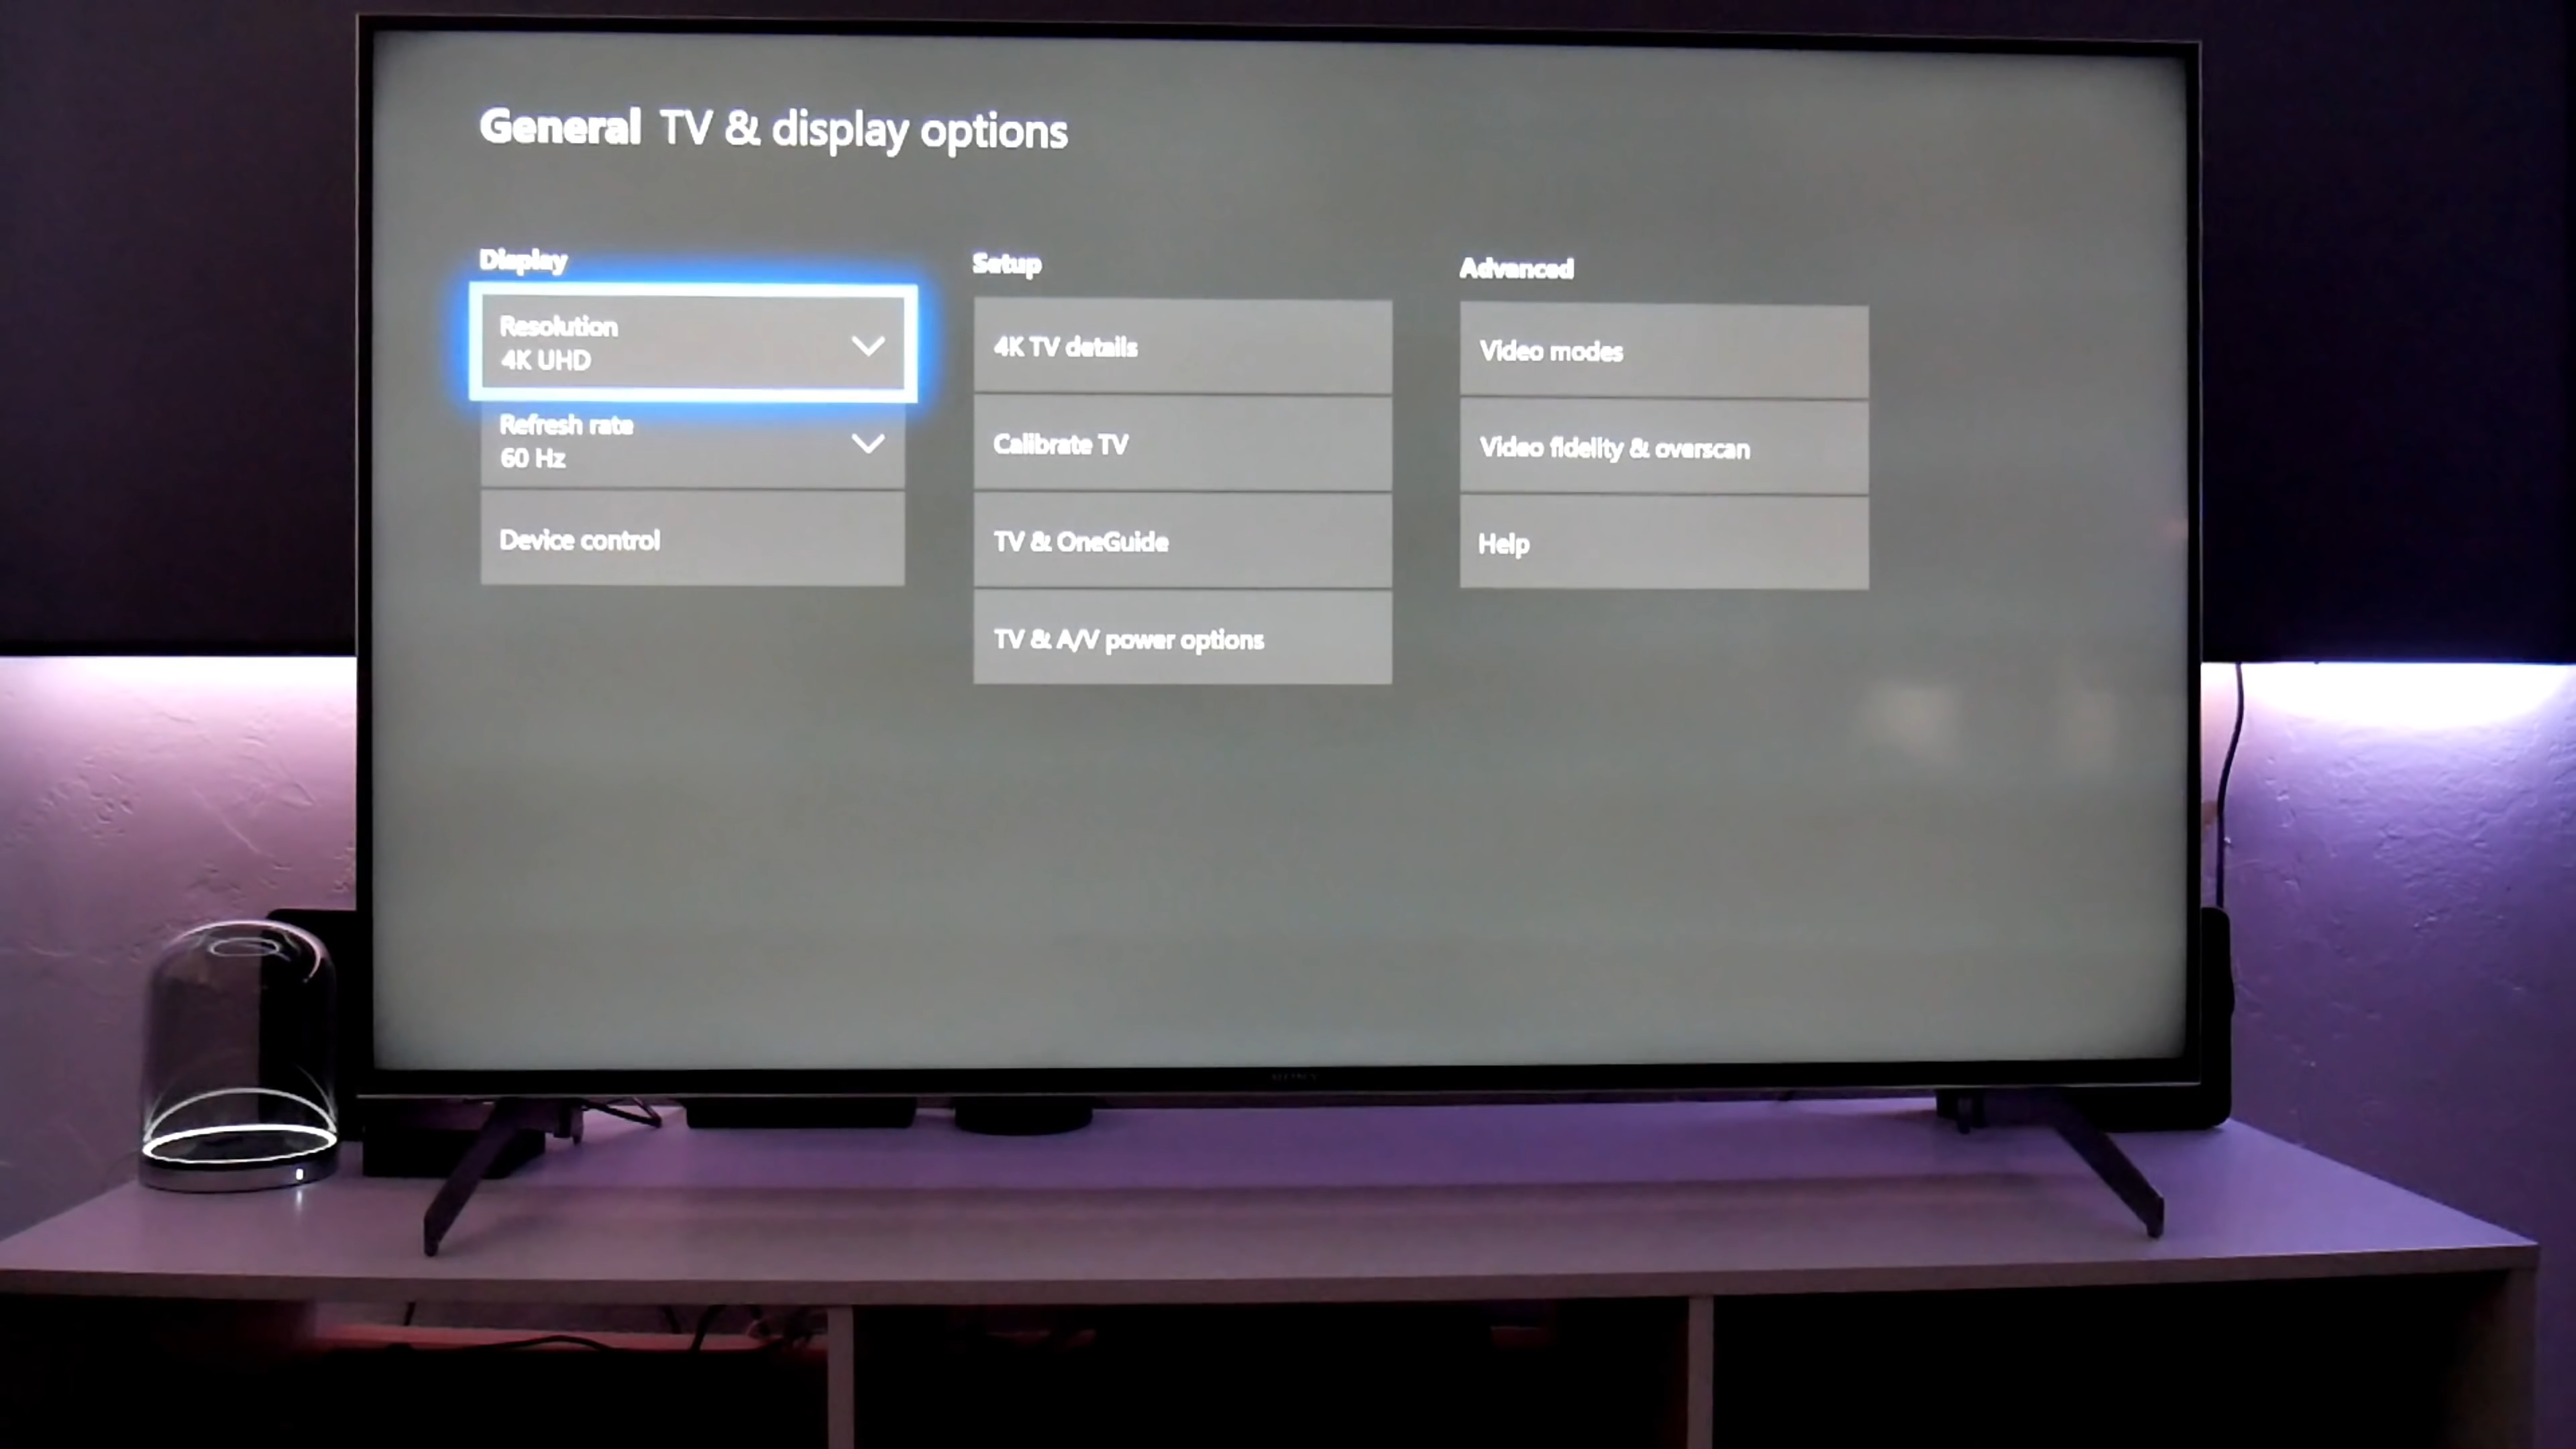 General TV & display options
Display
Resolution
4K UHD
Refresh rate
60 Hz
Device control
Setup
4K TV details
Calibrate TV
TV & OneGuide
TV & A/V power options
Advanced
Video modes
Video fidelity & overscan
Help
SONY